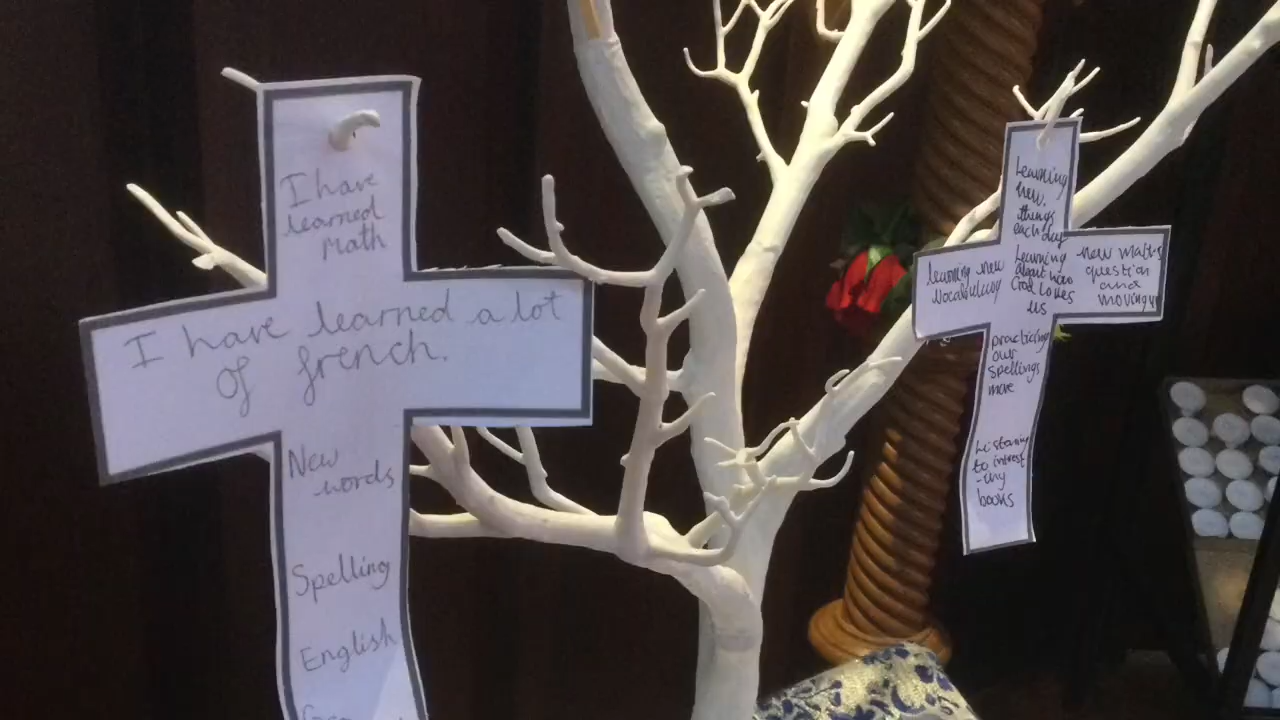 I have
learned
Math
I have learned a lot
of french.
New
words
Spelling
English
Learning
new.
things
each day
learning new
Vocabulary
Learning
about how
God Loves
us
new maths
question
and
moving
practicing
our
spellings
more
Listening
to interest
-ing
books